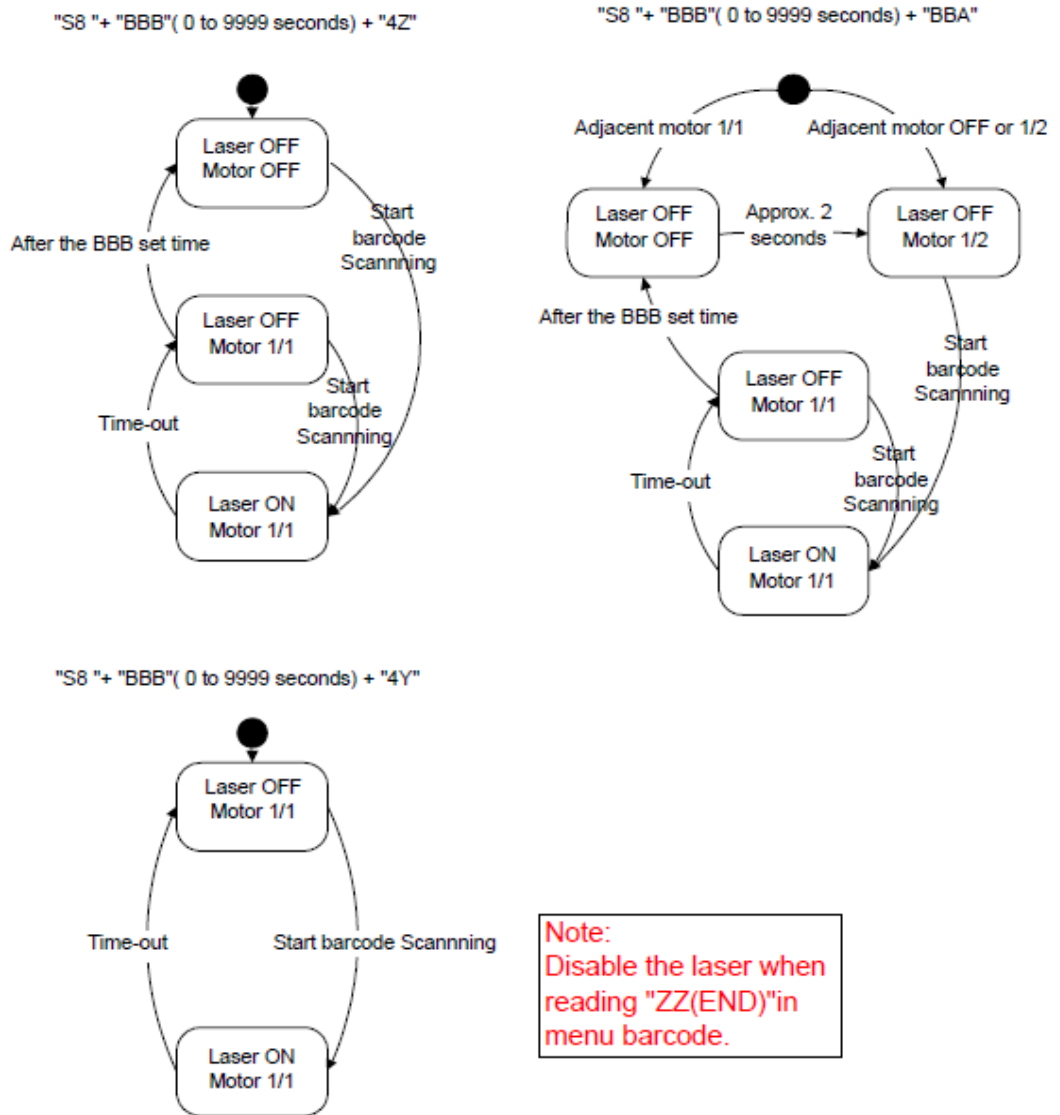 "S8 "+ "BBB"( 0 to 9999 seconds) + "4Z"
Laser OFF
Motor OFF
After the BBB set time
Start
barcode
Scannning
Laser OFF
Motor 1/1
Start
barcode
Scannning
Time-out
Laser ON
Motor 1/1
"S8 "+ "BBB"( 0 to 9999 seconds) + "BBA"
Adjacent motor 1/1
Adjacent motor OFF or 1/2
Laser OFF
Motor OFF
Approx. 2
seconds
Laser OFF
Motor 1/2
After the BBB set time
Start
barcode
Scannning
Laser OFF
Motor 1/1
Start
barcode
Scannning
Time-out
Laser ON
Motor 1/1
"S8 "+ "BBB"( 0 to 9999 seconds) + "4Y"
Laser OFF
Motor 1/1
Time-out
Start barcode Scannning
Laser ON
Motor 1/1
Note:
Disable the laser when
reading "ZZ(END)"in
menu barcode.